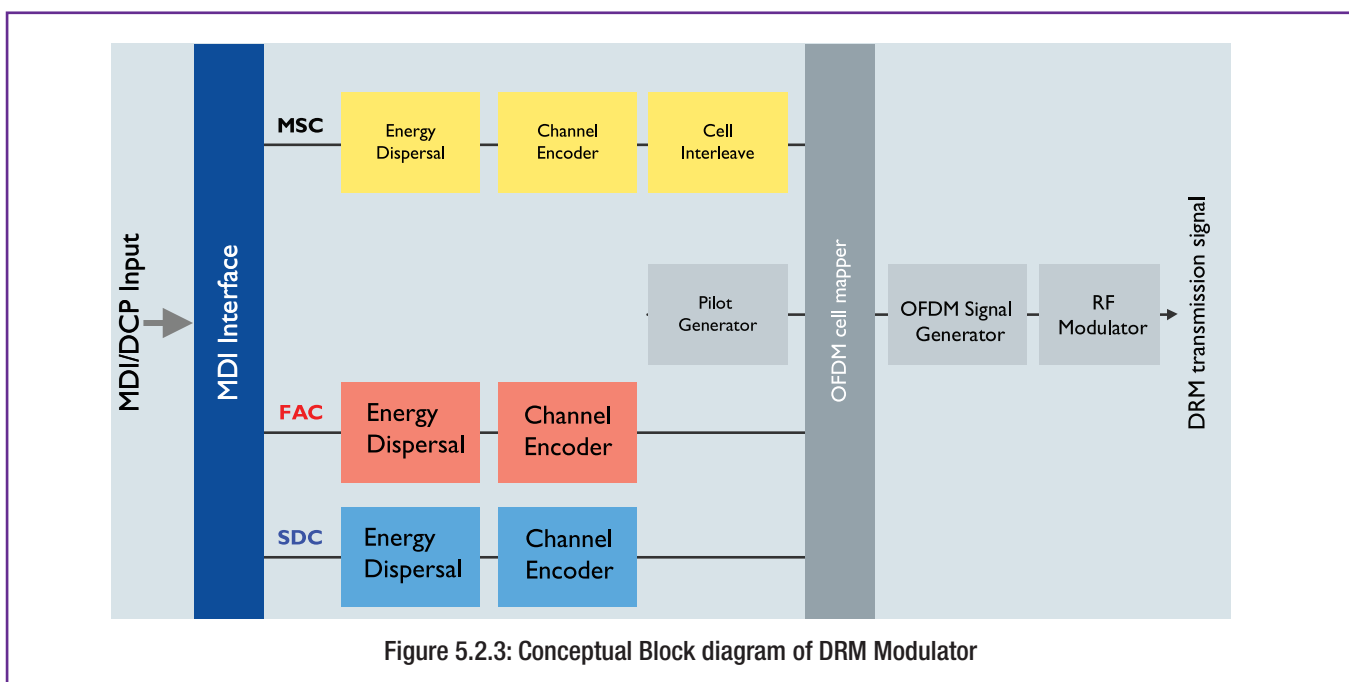 MDI/DCP Input
MDI Interface
MSC
Energy
Dispersal
Channel
Encoder
Cell
Interleave
Pilot
Generator
FAC
Energy
Dispersal
Channel
Encoder
SDC
Energy
Dispersal
Channel
Encoder
OFDM cell mapper
OFDM Signal
Generator
RF
Modulator
DRM transmission signal
Figure 5.2.3: Conceptual Block diagram of DRM Modulator